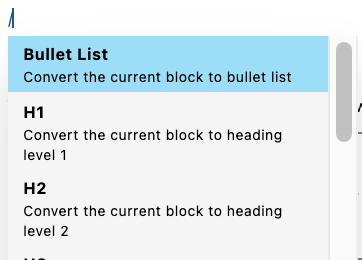 /
Bullet List
Convert the current block to bullet list
H1
Convert the current block to heading
level 1
H2
Convert the current block to heading
level 2